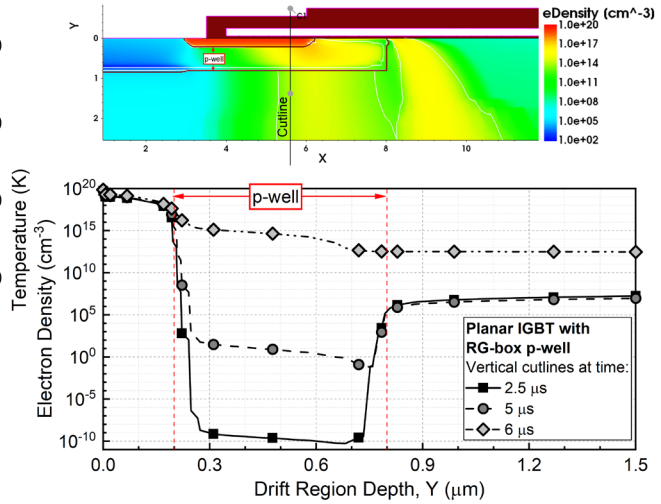 eDensity (cm^-3)
Y
C1
0
1
2
p-well
Cutline
2
4
6
8
10
X
1.0e+20
1.0e+17
1.0e+14
1.0e+11
1.0e+08
1.0e+05
1.0e+02
Temperature (K)
Electron Density (cm⁻³)
10²⁰
10¹⁵
10¹⁰
10⁵
10⁰
10⁻⁵
10⁻¹⁰
p-well
Planar IGBT with
RG-box p-well
Vertical cutlines at time:
2.5 μs
5 μs
6 μs
0.0 0.3 0.6 0.9 1.2 1.5
Drift Region Depth, Y (μm)